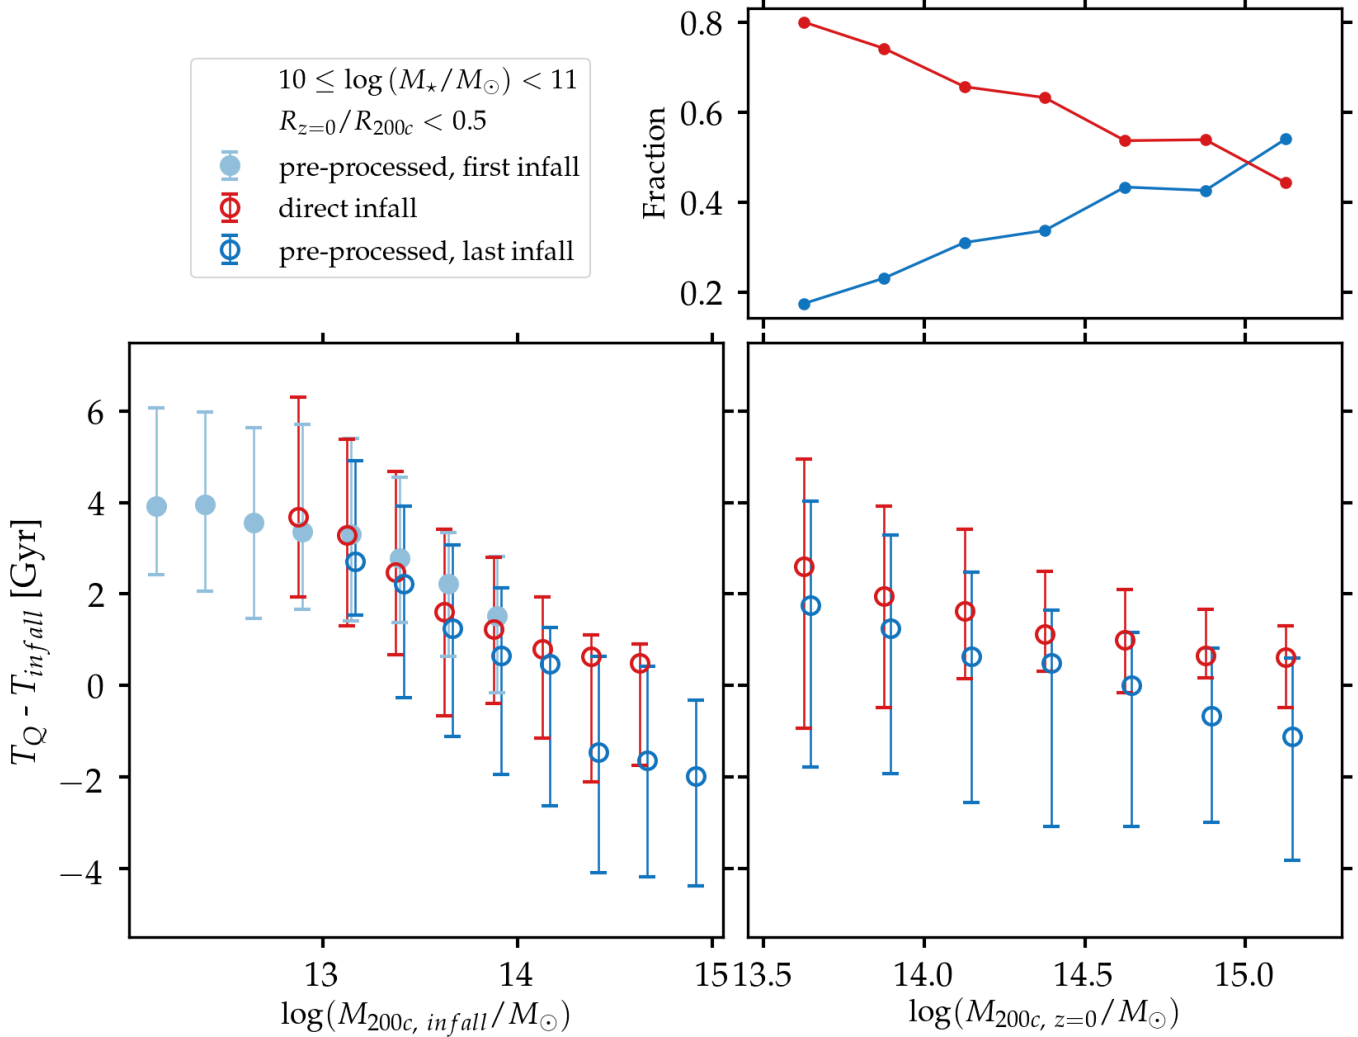 10 ≤ log (M⋆/M⊙) < 11
R_{z=0}/R_{200c} < 0.5
pre-processed, first infall
direct infall
pre-processed, last infall
0.8
0.6
0.4
0.2
Fraction
6
4
2
0
−2
−4
T_Q - T_{infall} [Gyr]
13
14
15
log(M_{200c, infall}/M⊙)
13.5
14.0
14.5
15.0
log(M_{200c, z=0}/M⊙)